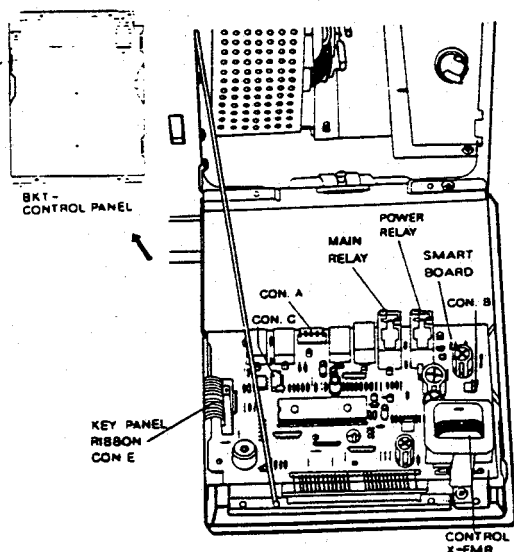 BKT-
CONTROL PANEL
MAIN
RELAY
POWER
RELAY
SMART
BOARD
CON. A
CON. B
CON. C
KEY PANEL
RIBBON
CON E
CONTROL
X-FMR